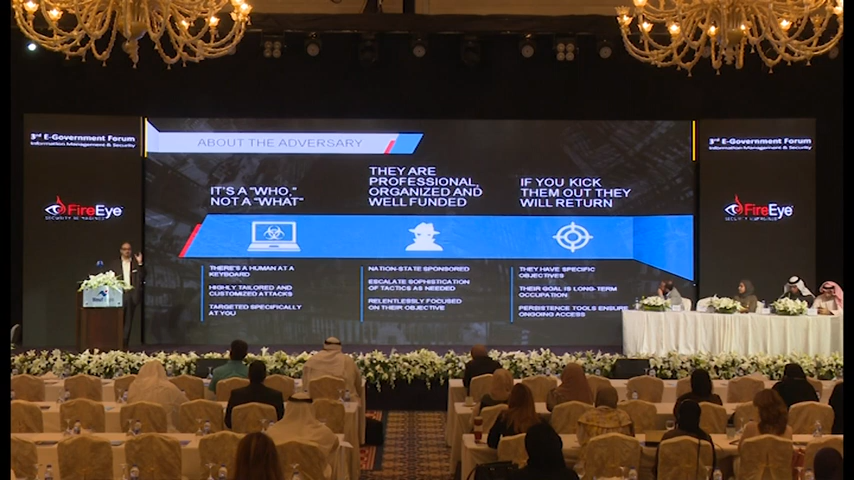 3rd E-Government Forum
Information Management & Security
FireEye
ABOUT THE ADVERSARY
IT'S A "WHO,"
NOT A "WHAT"
THERE'S A HUMAN AT A
KEYBOARD
HIGHLY TAILORED AND
CUSTOMIZED ATTACKS
TARGETED SPECIFICALLY
AT YOU
THEY ARE
PROFESSIONAL,
ORGANIZED AND
WELL FUNDED
NATION-STATE SPONSORED
ESCALATE SOPHISTICATION
OF TACTICS AS NEEDED
RELENTLESSLY FOCUSED
ON THEIR OBJECTIVE
IF YOU KICK
THEM OUT THEY
WILL RETURN
THEY HAVE SPECIFIC
OBJECTIVES
THEIR GOAL IS LONG-TERM
OCCUPATION
PERSISTENCE TOOLS ENSURE
ONGOING ACCESS
3rd E-Government Forum
Information Management & Security
FireEye